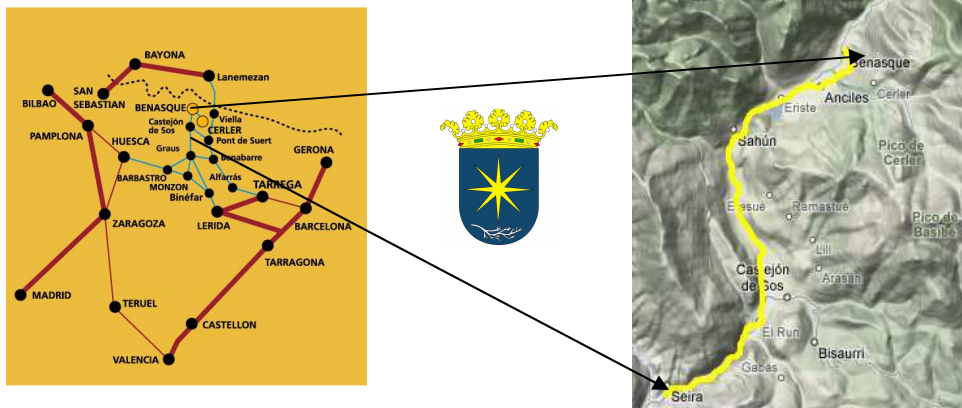 BAYONA
Lanemezan
SAN
SEBASTIAN
BILBAO
BENASQUE
Viella
Castejón
de Sos
CERLER
PAMPLONA
HUESCA
Pont de Suert
Graus
Benabarre
GERONA
BARBASTRO
Alfarrás
MONZON
TARREGA
Binéfar
ZARAGOZA
LERIDA
BARCELONA
TARRAGONA
MADRID
TERUEL
CASTELLON
VALENCIA
Benasque
Cerler
Anciles
Eriste
Sahún
Pico de
Cerler
Eresué
Ramastué
Pico de
Basibé
Liri
Castejón
de Sos
Arasán
El Run
Bisaurri
Gabás
Seira